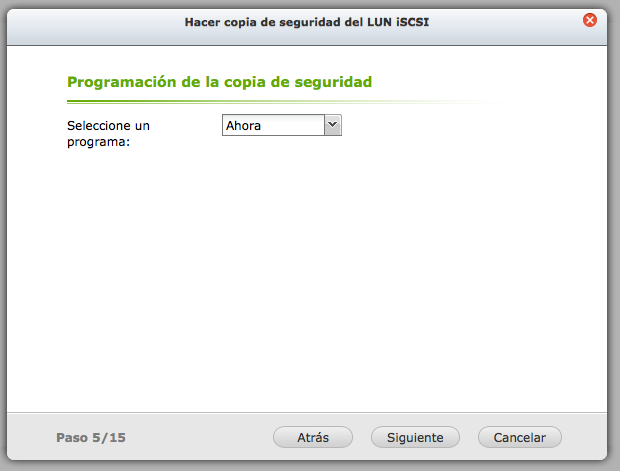 Hacer copia de seguridad del LUN iSCSI
Programación de la copia de seguridad
Seleccione un
programa:
Ahora
Paso 5/15
Atrás
Siguiente
Cancelar